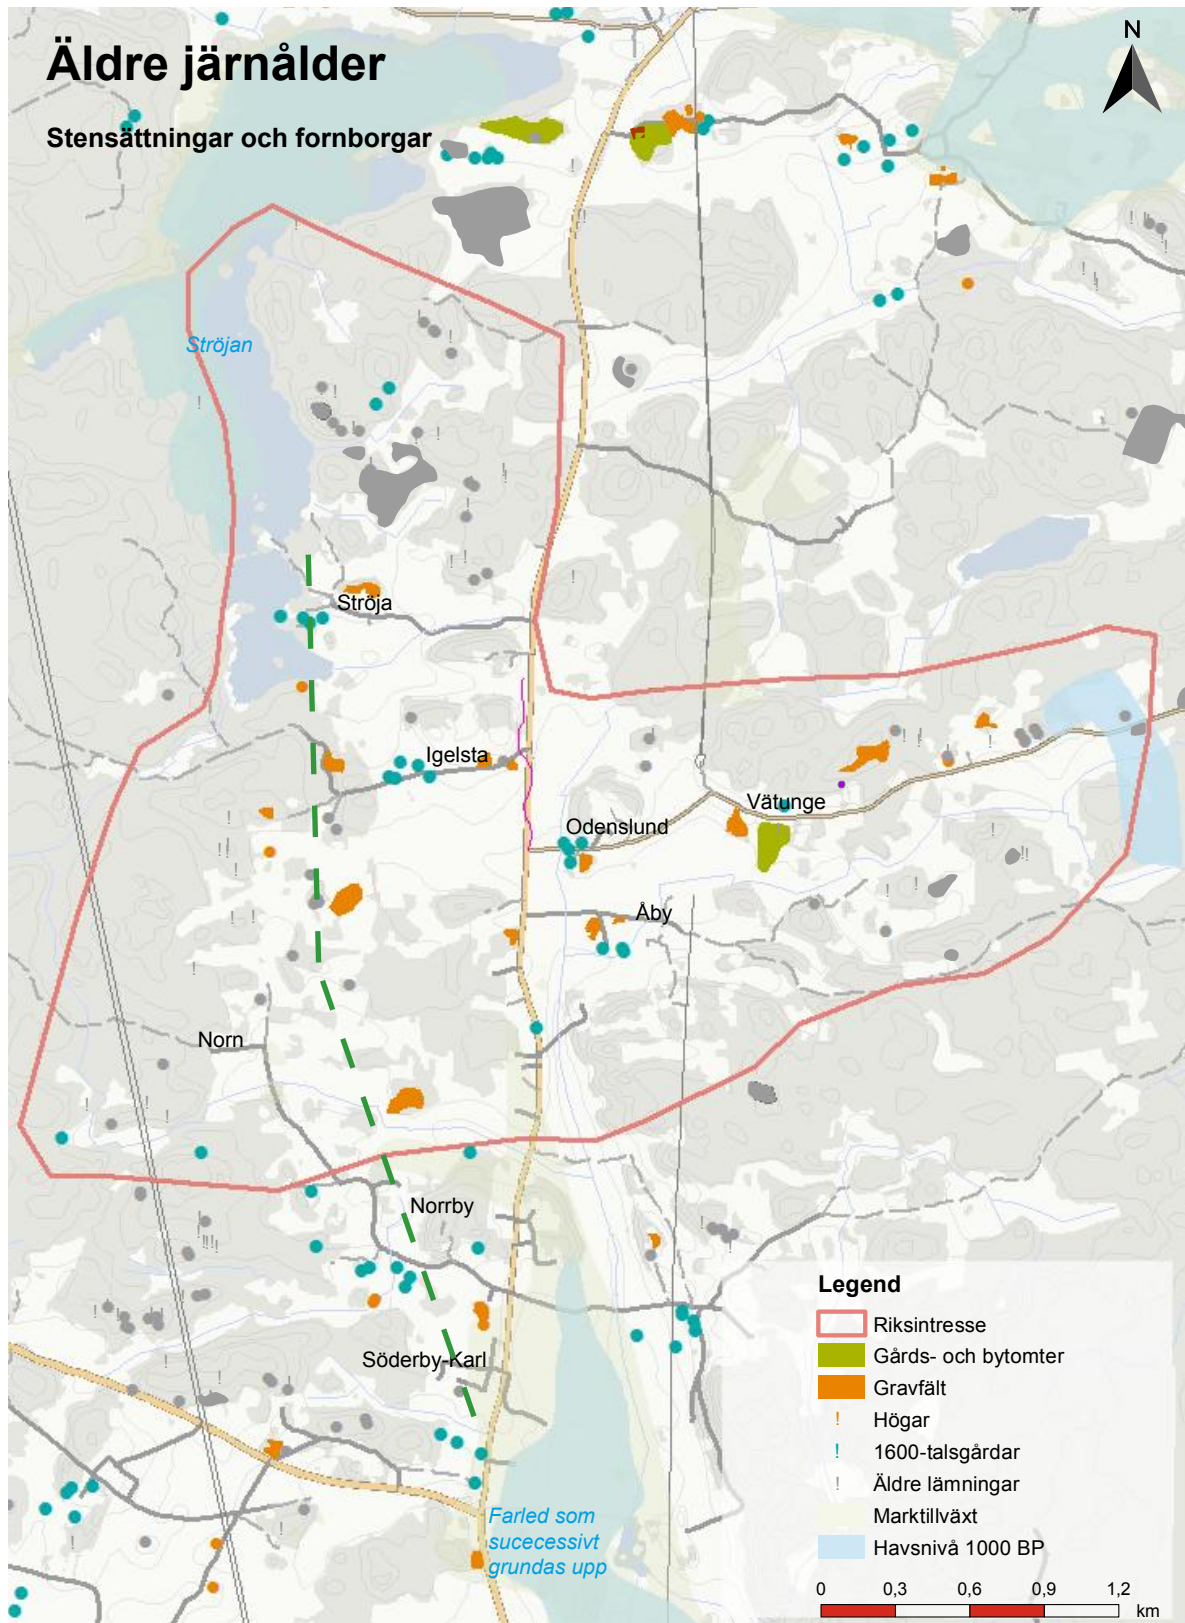 Äldre järnålder
Stensättningar och fornborgar
N
Ströjan
Ströja
Igelsta
Vätunge
Odenslund
Åby
Norn
Norrby
Söderby-Karl
Farled som
sucecessivt
grundas upp
Legend
Riksintresse
Gårds- och bytomter
Gravfält
Högar
1600-talsgårdar
Äldre lämningar
Marktillväxt
Havsnivå 1000 BP
0 0,3 0,6 0,9 1,2
km